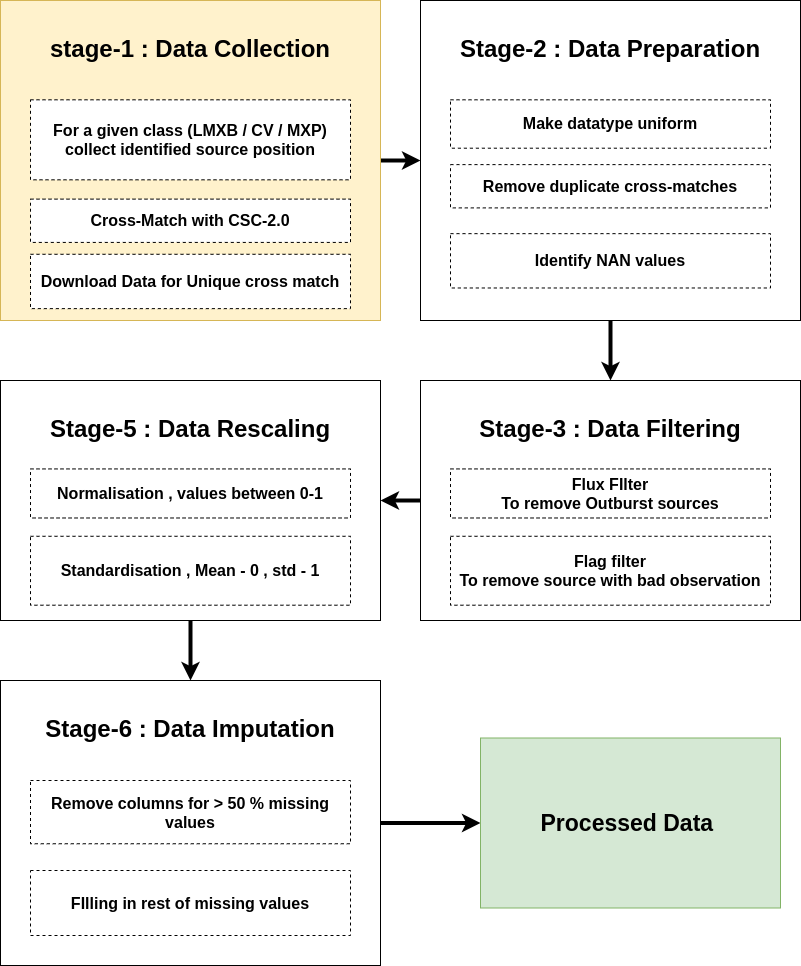 stage-1 : Data Collection
For a given class (LMXB / CV / MXP)
collect identified source position
Cross-Match with CSC-2.0
Download Data for Unique cross match
Stage-2 : Data Preparation
Make datatype uniform
Remove duplicate cross-matches
Identify NAN values
Stage-3 : Data Filtering
Flux FIlter
To remove Outburst sources
Flag filter
To remove source with bad observation
Stage-5 : Data Rescaling
Normalisation , values between 0-1
Standardisation , Mean - 0 , std - 1
Stage-6 : Data Imputation
Remove columns for > 50 % missing
values
FIlling in rest of missing values
Processed Data